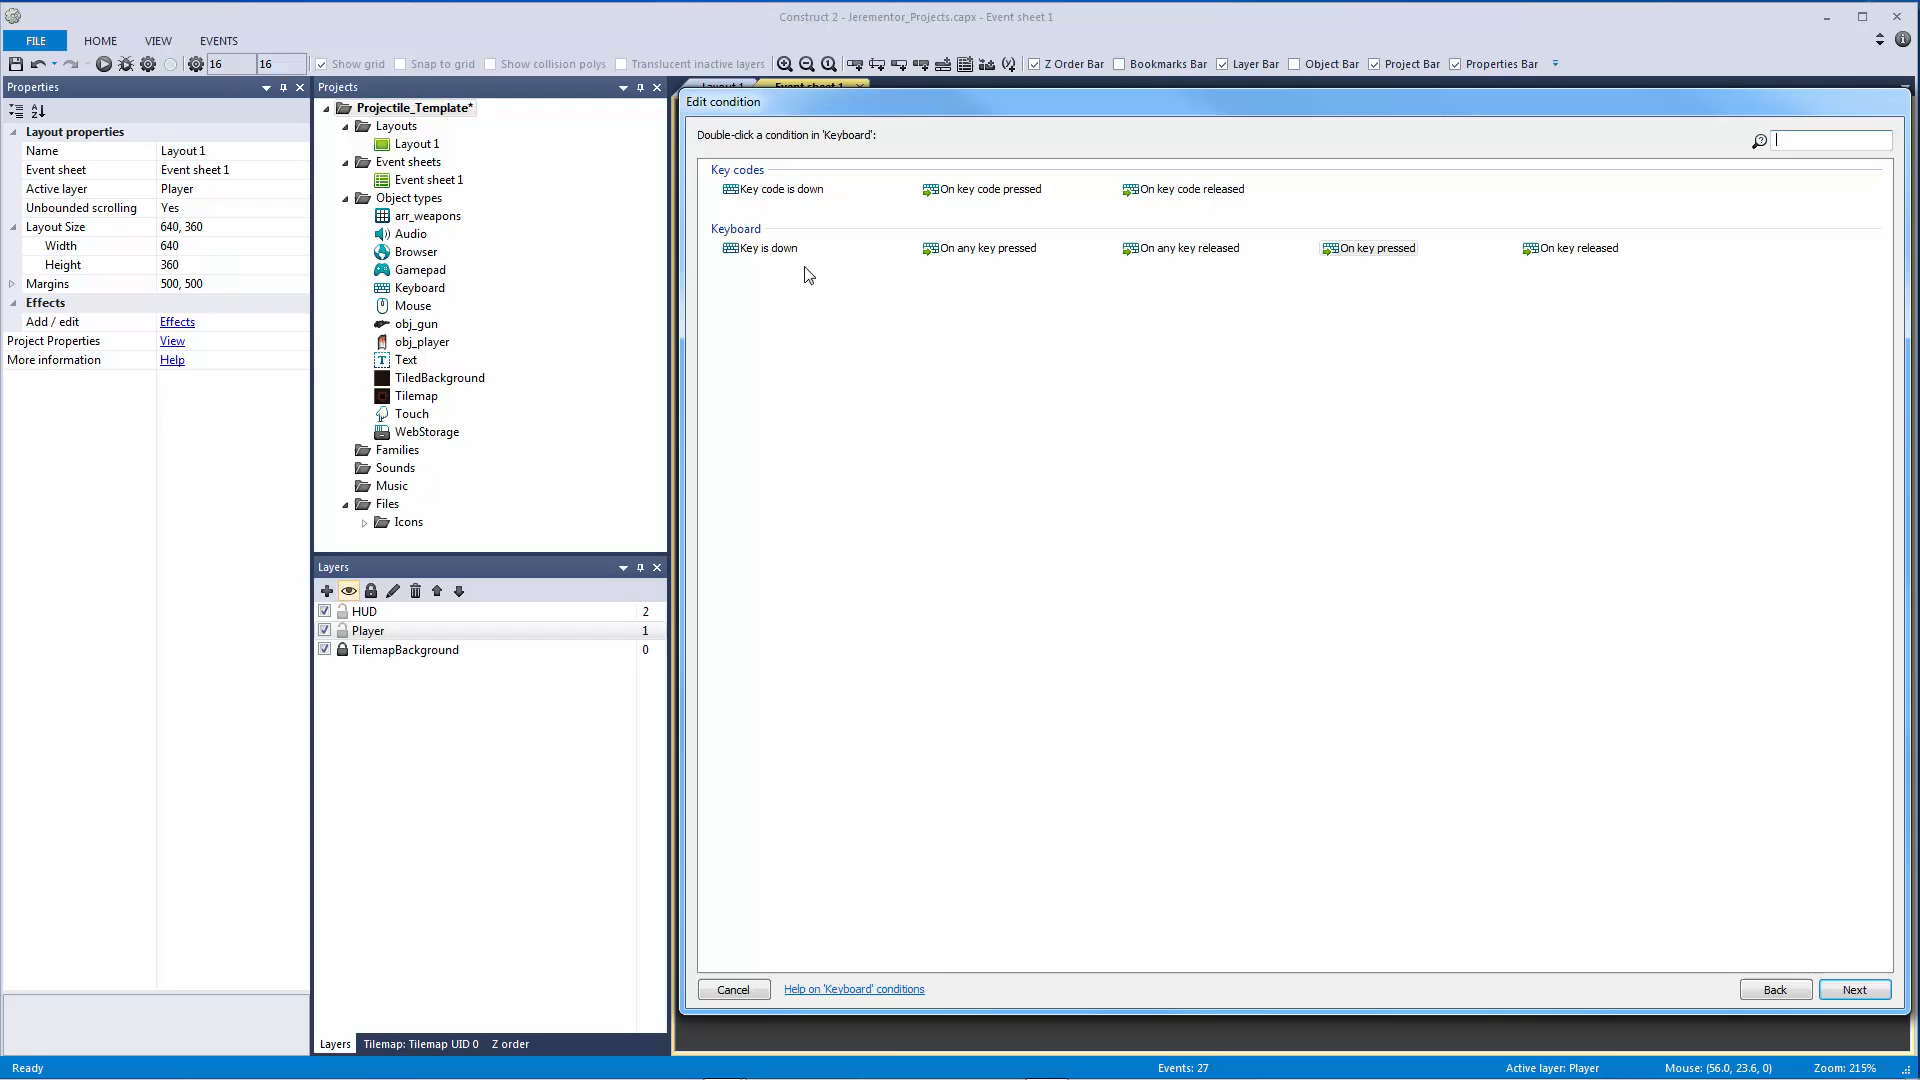 Construct 2 - Jerementor_Projects.capx - Event sheet 1
FILE HOME VIEW EVENTS
16 16 Show grid Snap to grid Show collision polys Translucent inactive layers Z Order Bar Bookmarks Bar Layer Bar Object Bar Project Bar Properties Bar
Properties
Layout properties
Name Layout 1
Event sheet Event sheet 1
Active layer Player
Unbounded scrolling Yes
Layout Size 640, 360
Width 640
Height 360
Margins 500, 500
Effects
Add / edit Effects
Project Properties View
More information Help
Projects
Projectile_Template*
Layouts
Layout 1
Event sheets
Event sheet 1
Object types
arr_weapons
Audio
Browser
Gamepad
Keyboard
Mouse
obj_gun
obj_player
Text
TiledBackground
Tilemap
Touch
WebStorage
Families
Sounds
Music
Files
Icons
Layers
HUD 2
Player 1
TilemapBackground 0
Layers Tilemap: Tilemap UID 0 Z order
Layout 1 Event sheet 1
Edit condition
Double-click a condition in 'Keyboard':
Key codes
Key code is down On key code pressed On key code released
Keyboard
Key is down On any key pressed On any key released On key pressed On key released
Cancel Help on 'Keyboard' conditions Back Next
Ready Events: 27 Active layer: Player Mouse: (56.0, 23.6, 0) Zoom: 215%